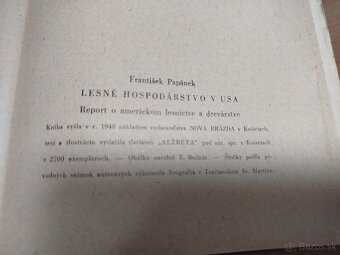 František Papánek
LESNÉ HOSPODÁRSTVO V USA
Report o americkom lesníctve a drevárstve
Kniha vyšla v r. 1948 nákladom vydavateľstva NOVÁ BRÁZDA v Košiciach,
text a ilustrácie vytlačila tlačiareň „ALŽBETA“ pod nár. spr. v Košiciach
v 2700 exemplároch. — Obálku navrhol E. Bednár — Štočky podľa pô-
vodných snímok autorových vyhotovila Neografia v Turčianskom Sv. Martine
Bazos.sk